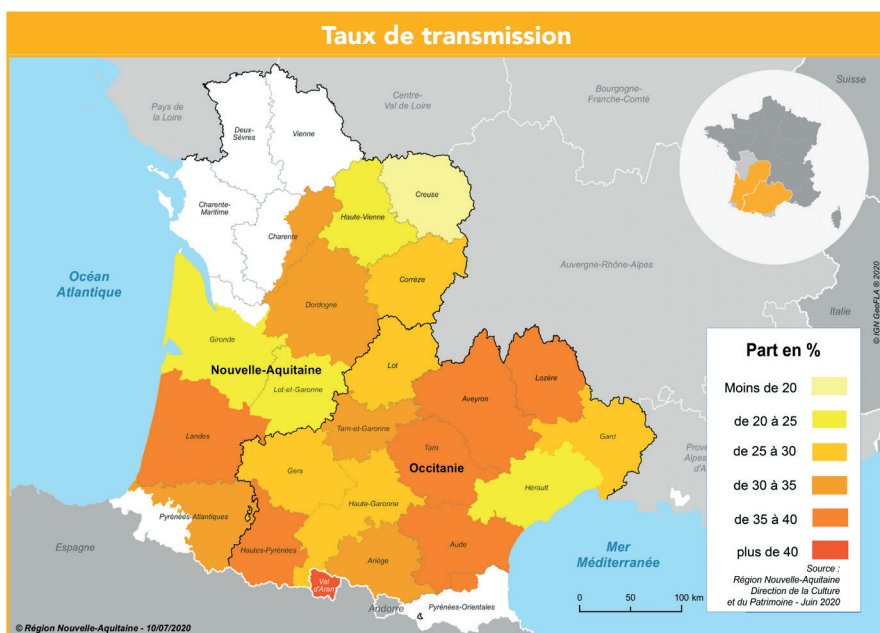 Taux de transmission
Pays de
la Loire
Centre-
Val de Loire
Bourgogne-
Franche-Comté
Suisse
Deux-
Sèvres
Vienne
Charente-
Maritime
Charente
Haute-Vienne
Creuse
Corrèze
Dordogne
Auvergne-Rhône-Alpes
Italie
© IGN GeoFLA ® 2020
Océan
Atlantique
Gironde
Nouvelle-Aquitaine
Lot-et-Garonne
Lot
Aveyron
Lozère
Landes
Tarn-et-Garonne
Tarn
Gard
Occitanie
Gers
Hérault
Haute-Garonne
Pyrénées-Atlantiques
Hautes-Pyrénées
Ariège
Aude
Val
d'Aran
Espagne
Andorre
Pyrénées-Orientales
Mer
Méditerranée
0 50 100 km
Part en %
Moins de 20
de 20 à 25
de 25 à 30
de 30 à 35
de 35 à 40
plus de 40
Source :
Région Nouvelle-Aquitaine
Direction de la Culture
et du Patrimoine - Juin 2020
© Région Nouvelle-Aquitaine - 10/07/2020